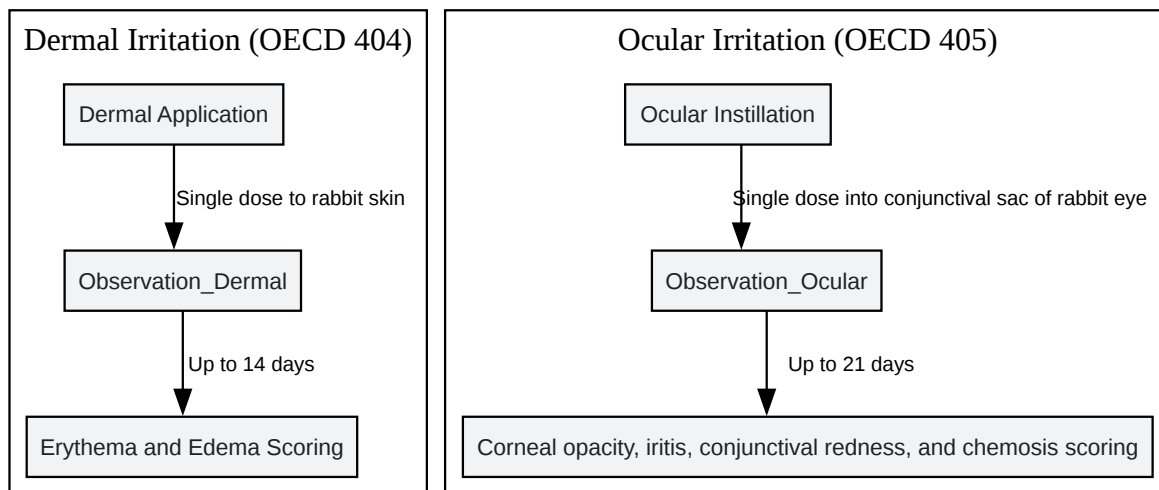 Dermal Irritation (OECD 404)
Dermal Application
Single dose to rabbit skin
Observation_Dermal
Up to 14 days
Erythema and Edema Scoring
Ocular Irritation (OECD 405)
Ocular Instillation
Single dose into conjunctival sac of rabbit eye
Observation_Ocular
Up to 21 days
Corneal opacity, iritis, conjunctival redness, and chemosis scoring